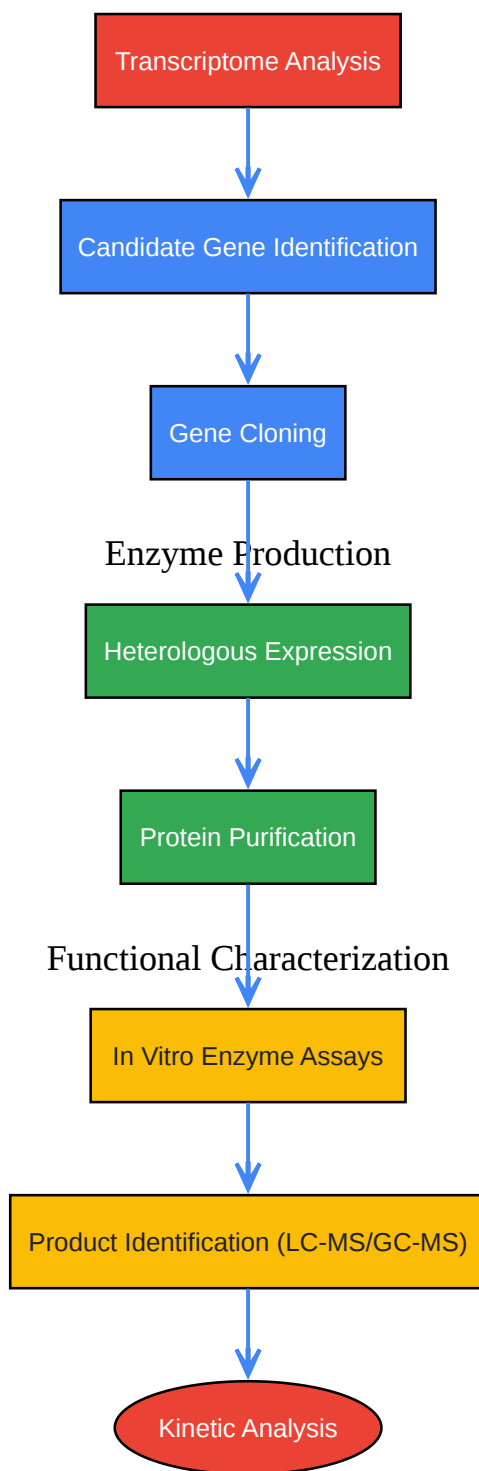 Transcriptome Analysis
Candidate Gene Identification
Gene Cloning
Enzyme Production
Heterologous Expression
Protein Purification
Functional Characterization
In Vitro Enzyme Assays
Product Identification (LC-MS/GC-MS)
Kinetic Analysis